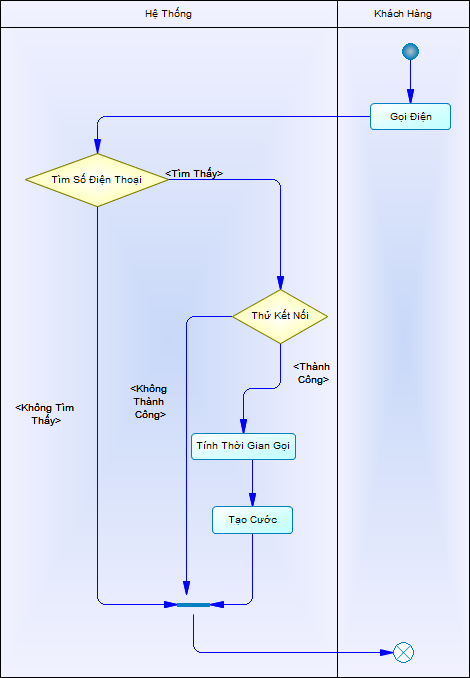 Hệ Thống
Khách Hàng
Gọi Điện
Tìm Số Điện Thoại
<Tìm Thấy>
Thử Kết Nối
<Thành
Công>
<Không
Thành
Công>
<Không Tìm
Thấy>
Tính Thời Gian Gọi
Tạo Cước